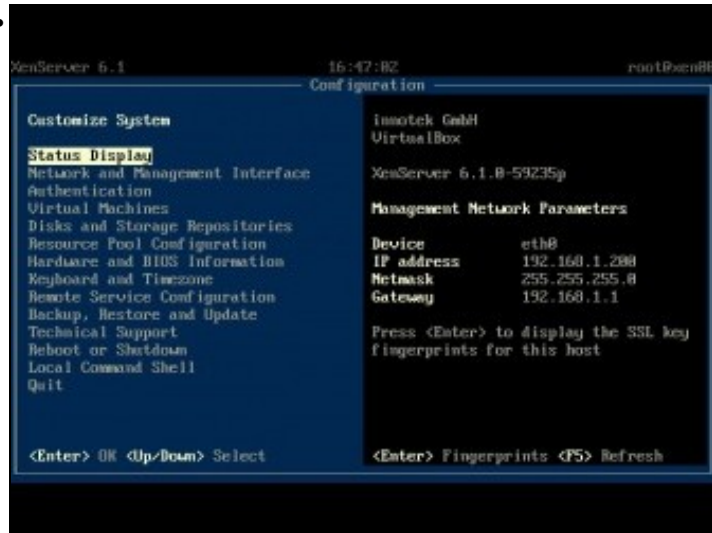 XenServer 6.1 16:47:02 root@xen00
Configuration
Customize System
Status Display
Network and Management Interface
Authentication
Virtual Machines
Disks and Storage Repositories
Resource Pool Configuration
Hardware and BIOS Information
Keyboard and Timezone
Remote Service Configuration
Backup, Restore and Update
Technical Support
Reboot or Shutdown
Local Command Shell
Quit
<Enter> OK <Up/Down> Select
innotek GmbH
VirtualBox
XenServer 6.1.0-59235p
Management Network Parameters
Device eth0
IP address 192.168.1.200
Netmask 255.255.255.0
Gateway 192.168.1.1
Press <Enter> to display the SSL key
fingerprints for this host
<Enter> Fingerprints <F5> Refresh